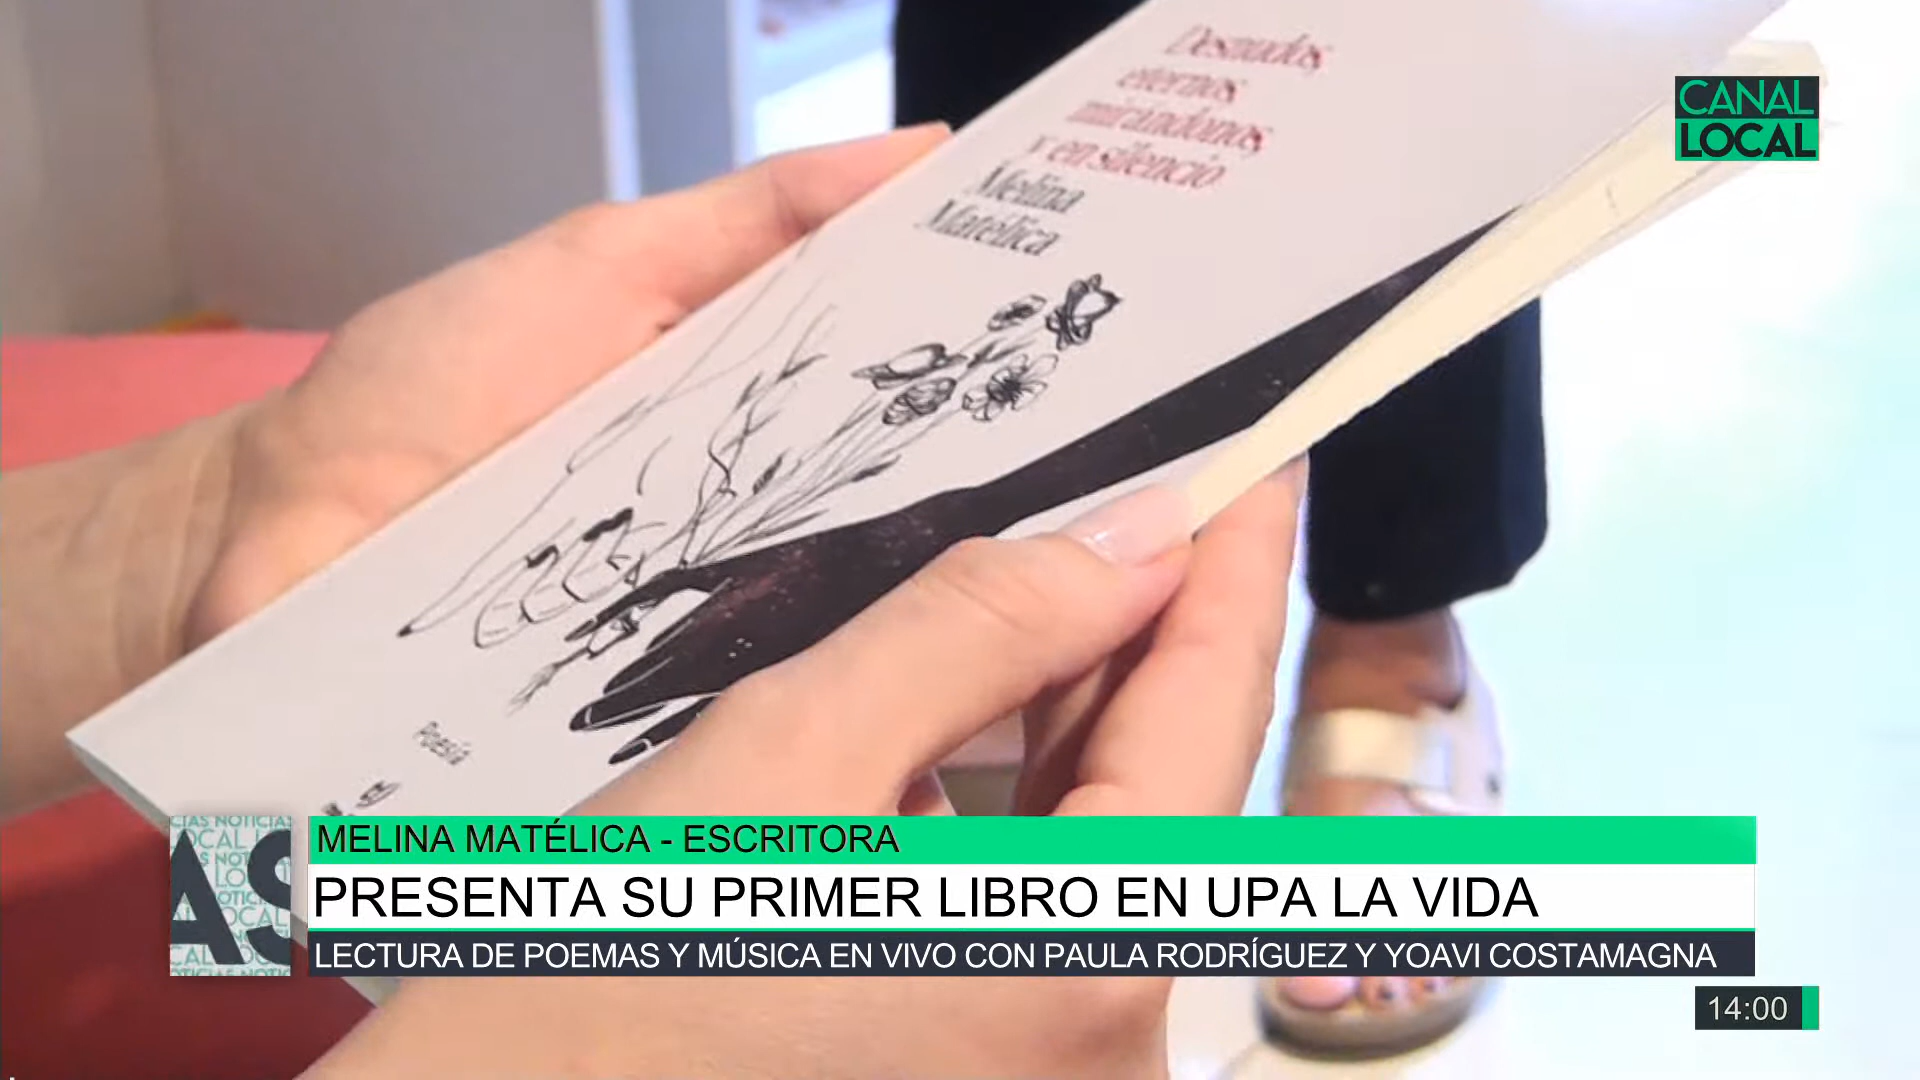 Desnudos,
eternos
mirándonos,
y en silencio
Melina
Matélica
CANAL
LOCAL
Poesía
MELINA MATÉLICA - ESCRITORA
PRESENTA SU PRIMER LIBRO EN UPA LA VIDA
LECTURA DE POEMAS Y MÚSICA EN VIVO CON PAULA RODRÍGUEZ Y YOAVI COSTAMAGNA
14:00